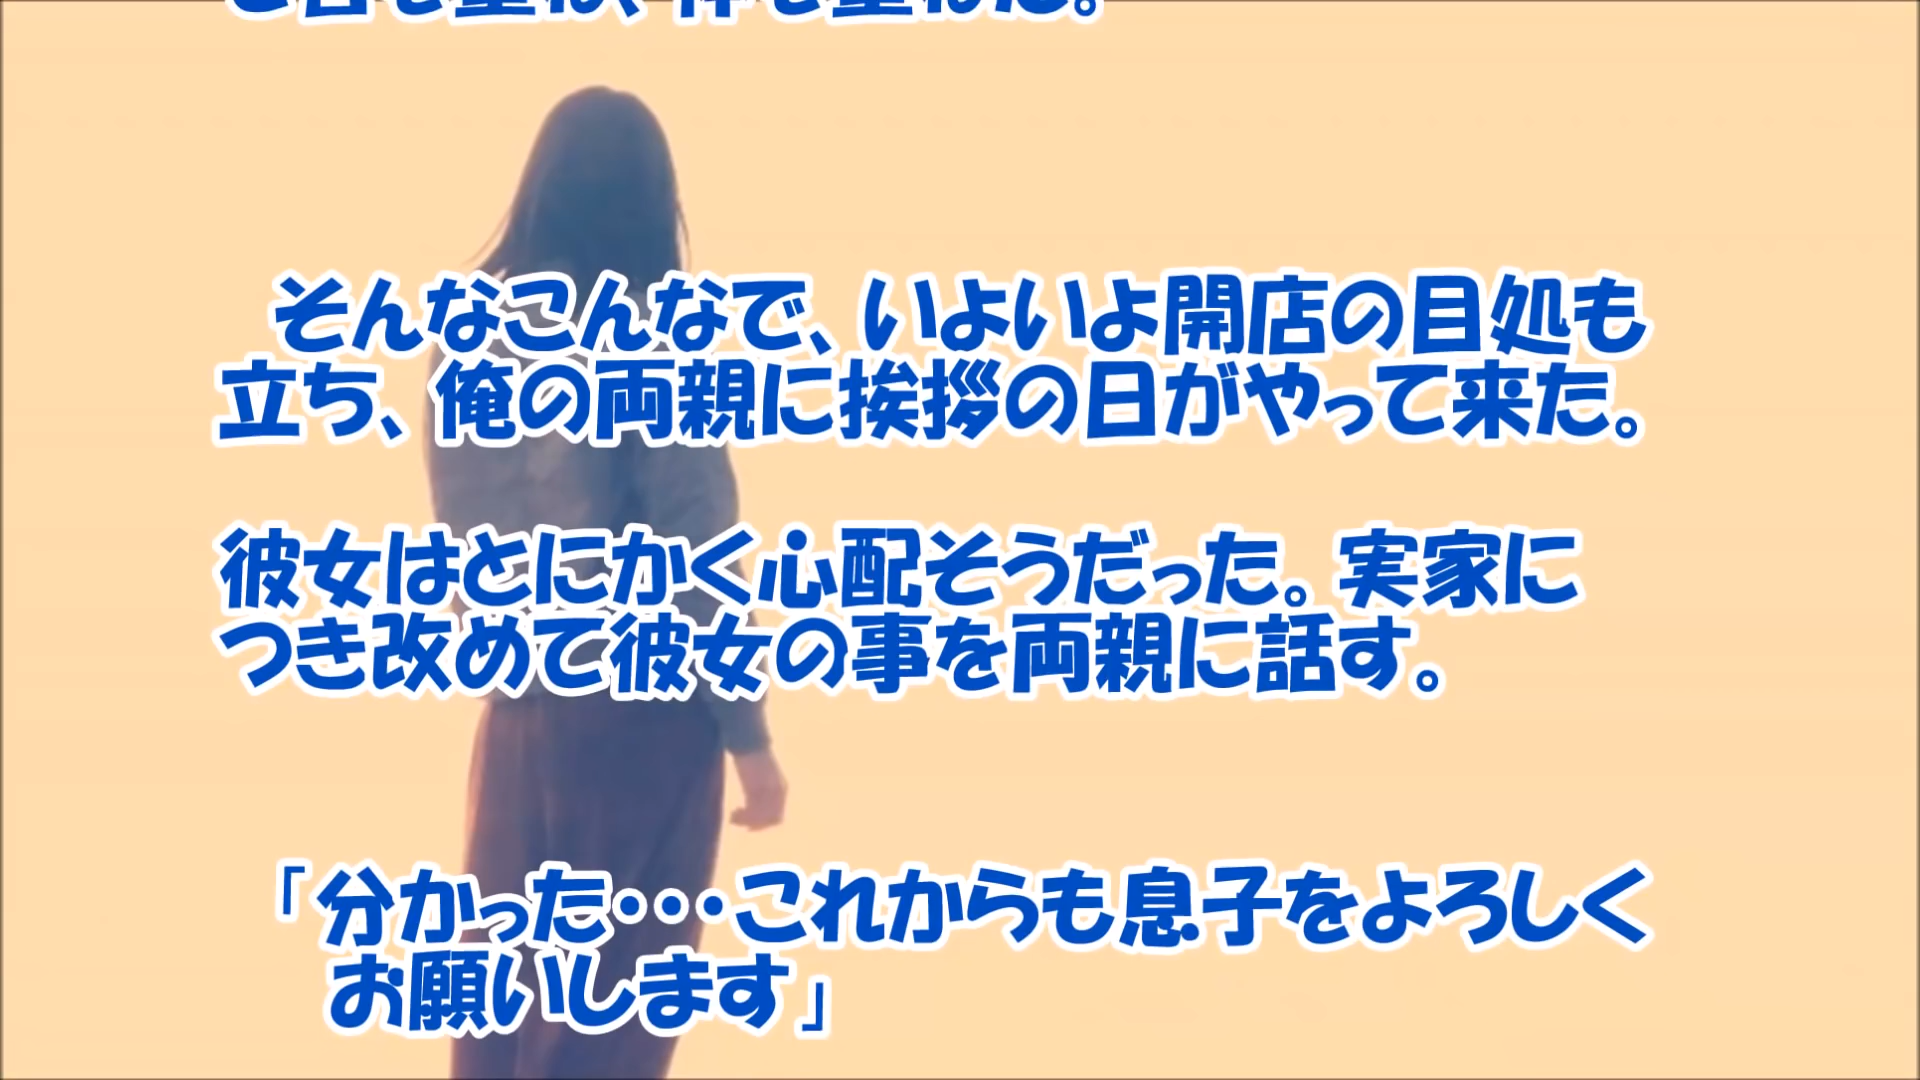 そんなこんなで、いよいよ開店の目処も
立ち、俺の両親に挨拶の日がやって来た。
彼女はとにかく心配そうだった。実家に
つき改めて彼女の事を両親に話す。
「分かった・・・これからも息子をよろしく
お願いします」